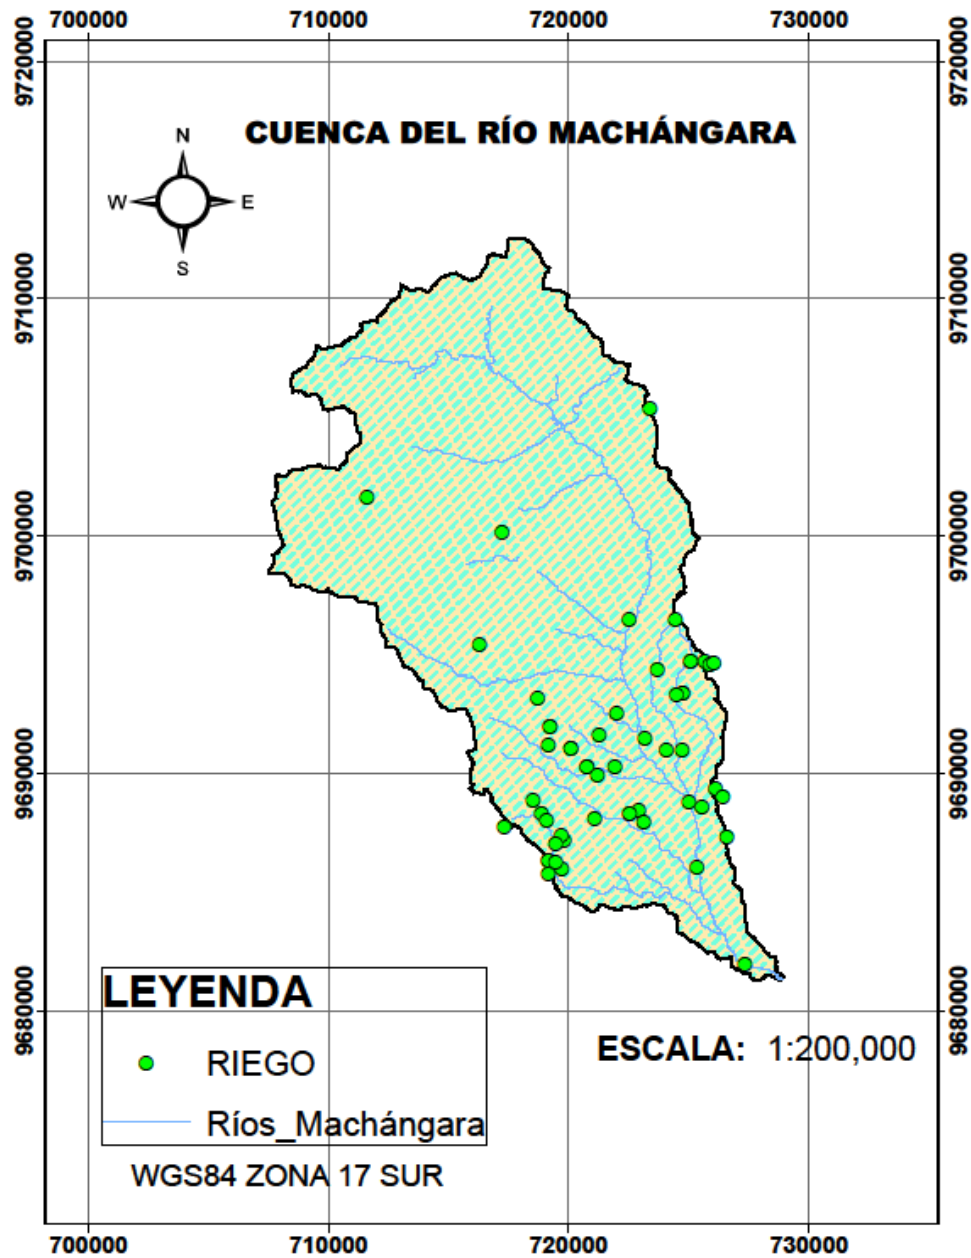 700000 710000 720000 730000
9720000 9720000
CUENCA DEL RÍO MACHÁNGARA
N
W E
S
9710000 9710000
9700000 9700000
9690000 9690000
9680000 9680000
LEYENDA
RIEGO
Ríos_Machángara
ESCALA: 1:200,000
WGS84 ZONA 17 SUR
700000 710000 720000 730000